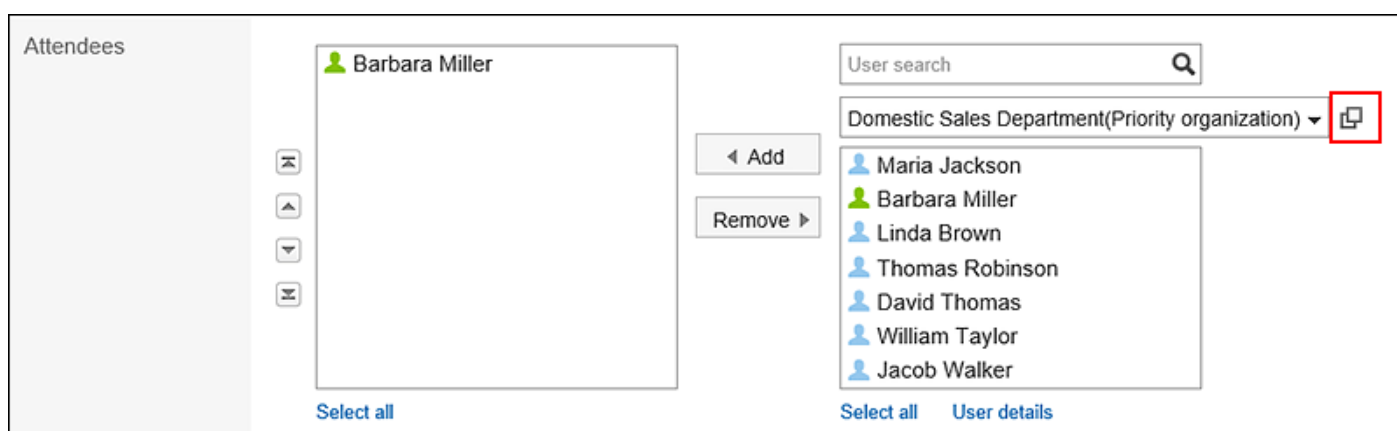 Attendees
Barbara Miller
Select all
Add
Remove
User search
Domestic Sales Department(Priority organization)
Maria Jackson
Barbara Miller
Linda Brown
Thomas Robinson
David Thomas
William Taylor
Jacob Walker
Select all User details